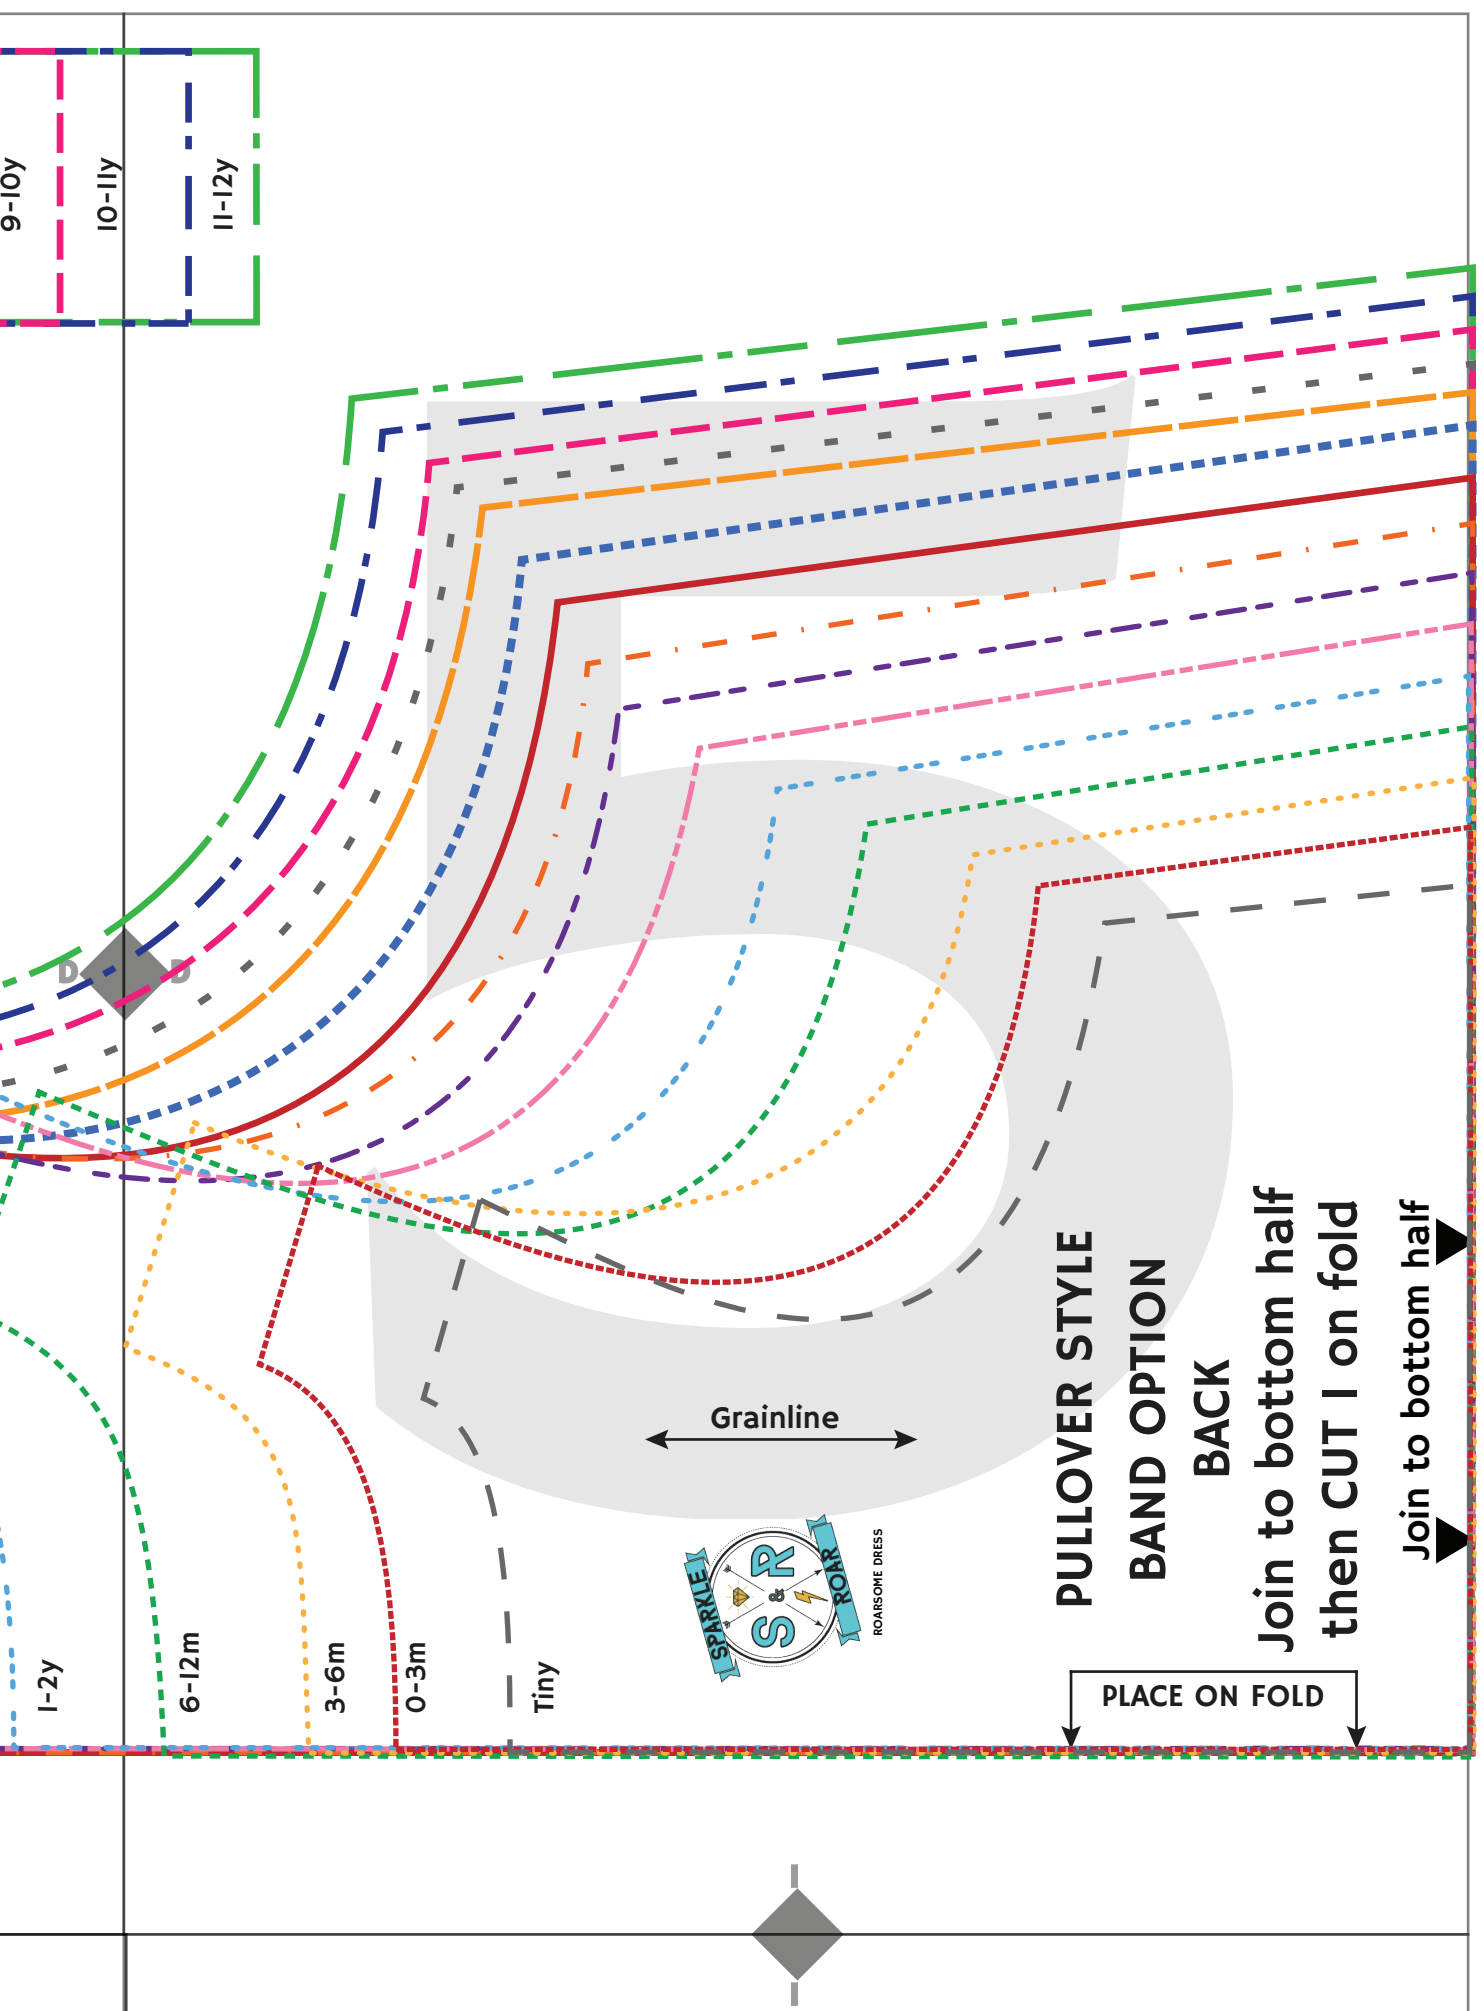 9-10y
10-11y
11-12y
D
D
Grainline
PULLOVER STYLE
BAND OPTION
BACK
Join to bottom half
then CUT 1 on fold
Join to bottom half
SPARKLE
S & R
ROAR
ROARSOME DRESS
1-2y
6-12m
3-6m
0-3m
Tiny
PLACE ON FOLD